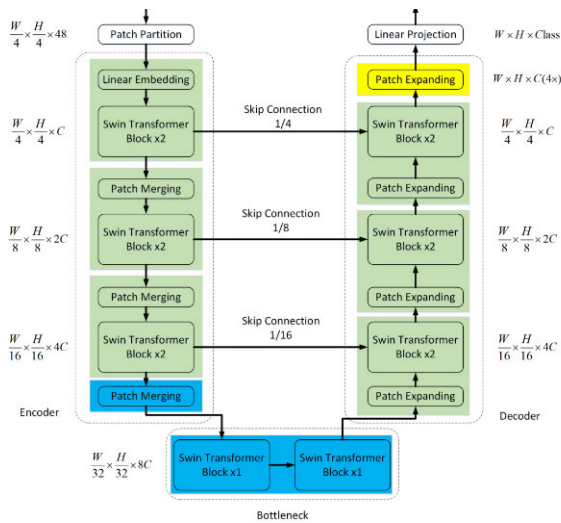 W/4 × H/4 × 48
Patch Partition
Linear Projection
W × H × Class
Linear Embedding
Patch Expanding
W × H × C(4×)
W/4 × H/4 × C
Swin Transformer
Block x2
Skip Connection
1/4
Swin Transformer
Block x2
W/4 × H/4 × C
Patch Merging
Patch Expanding
W/8 × H/8 × 2C
Swin Transformer
Block x2
Skip Connection
1/8
Swin Transformer
Block x2
W/8 × H/8 × 2C
Patch Merging
Patch Expanding
W/16 × H/16 × 4C
Swin Transformer
Block x2
Skip Connection
1/16
Swin Transformer
Block x2
W/16 × H/16 × 4C
Patch Merging
Patch Expanding
Encoder
Decoder
W/32 × H/32 × 8C
Swin Transformer
Block x1
Swin Transformer
Block x1
Bottleneck